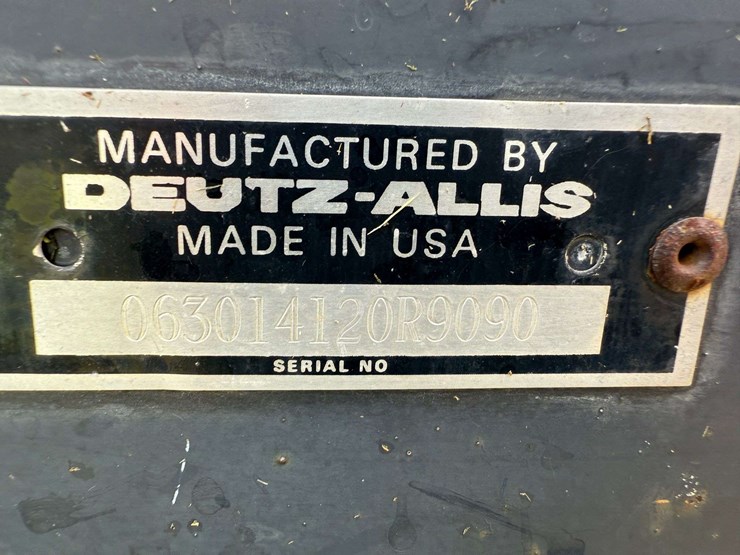 MANUFACTURED BY
DEUTZ-ALLIS
MADE IN USA
063014120R9090
SERIAL NO